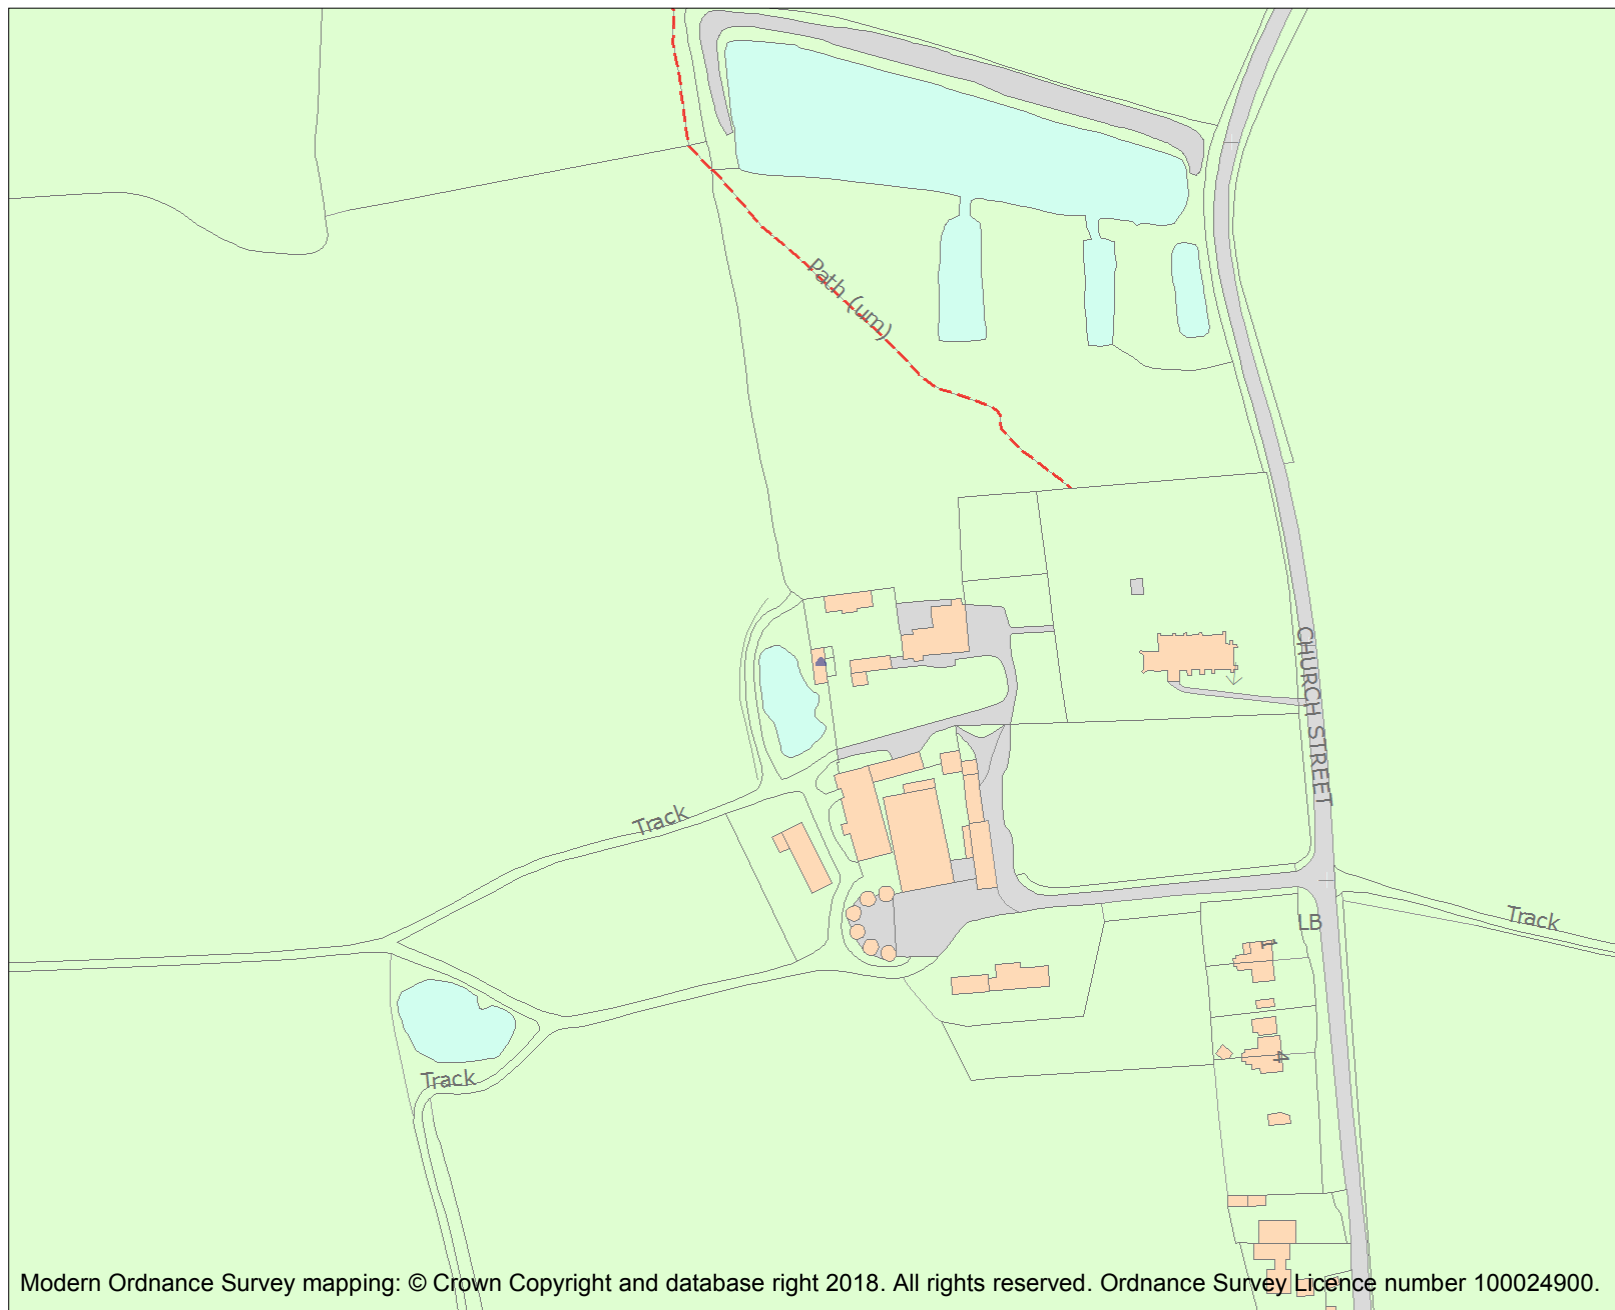 Path (um)
CHURCH STREET
Track
Track
LB
1
4
Track
Modern Ordnance Survey mapping: © Crown Copyright and database right 2018. All rights reserved. Ordnance Survey Licence number 100024900.